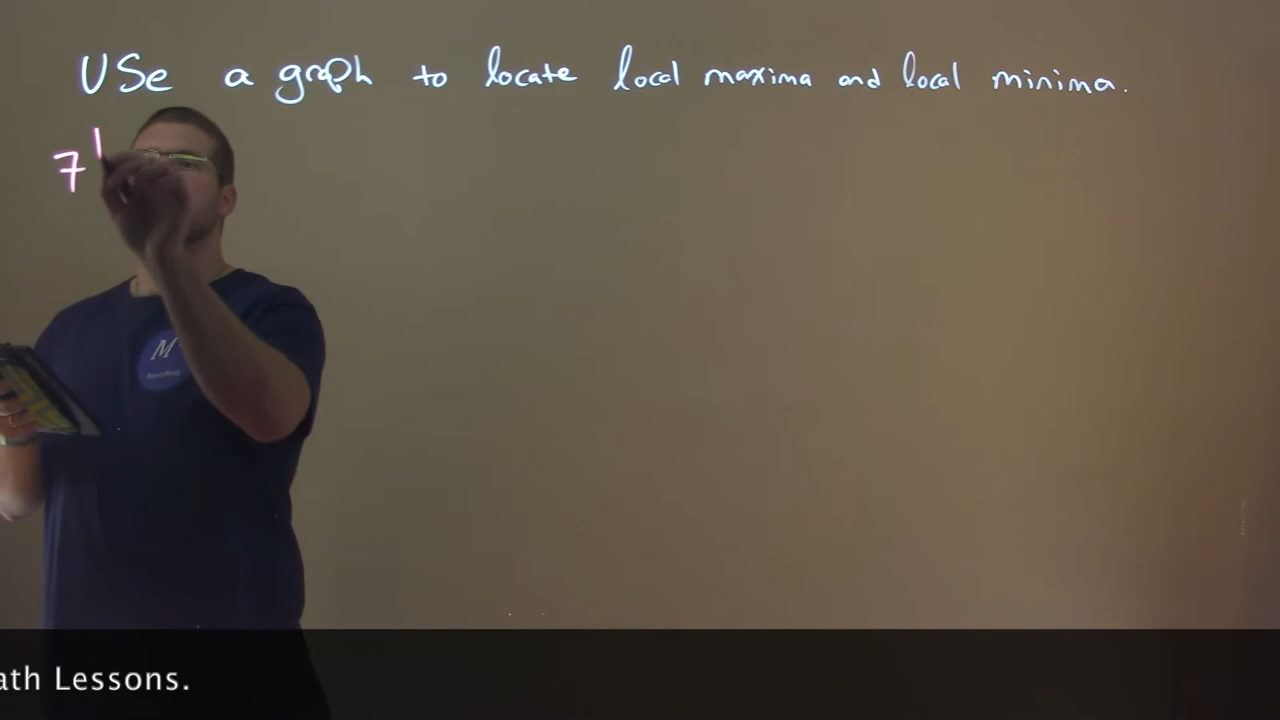 USe a graph to locate local maxima and local minima.
7
M
ath Lessons.